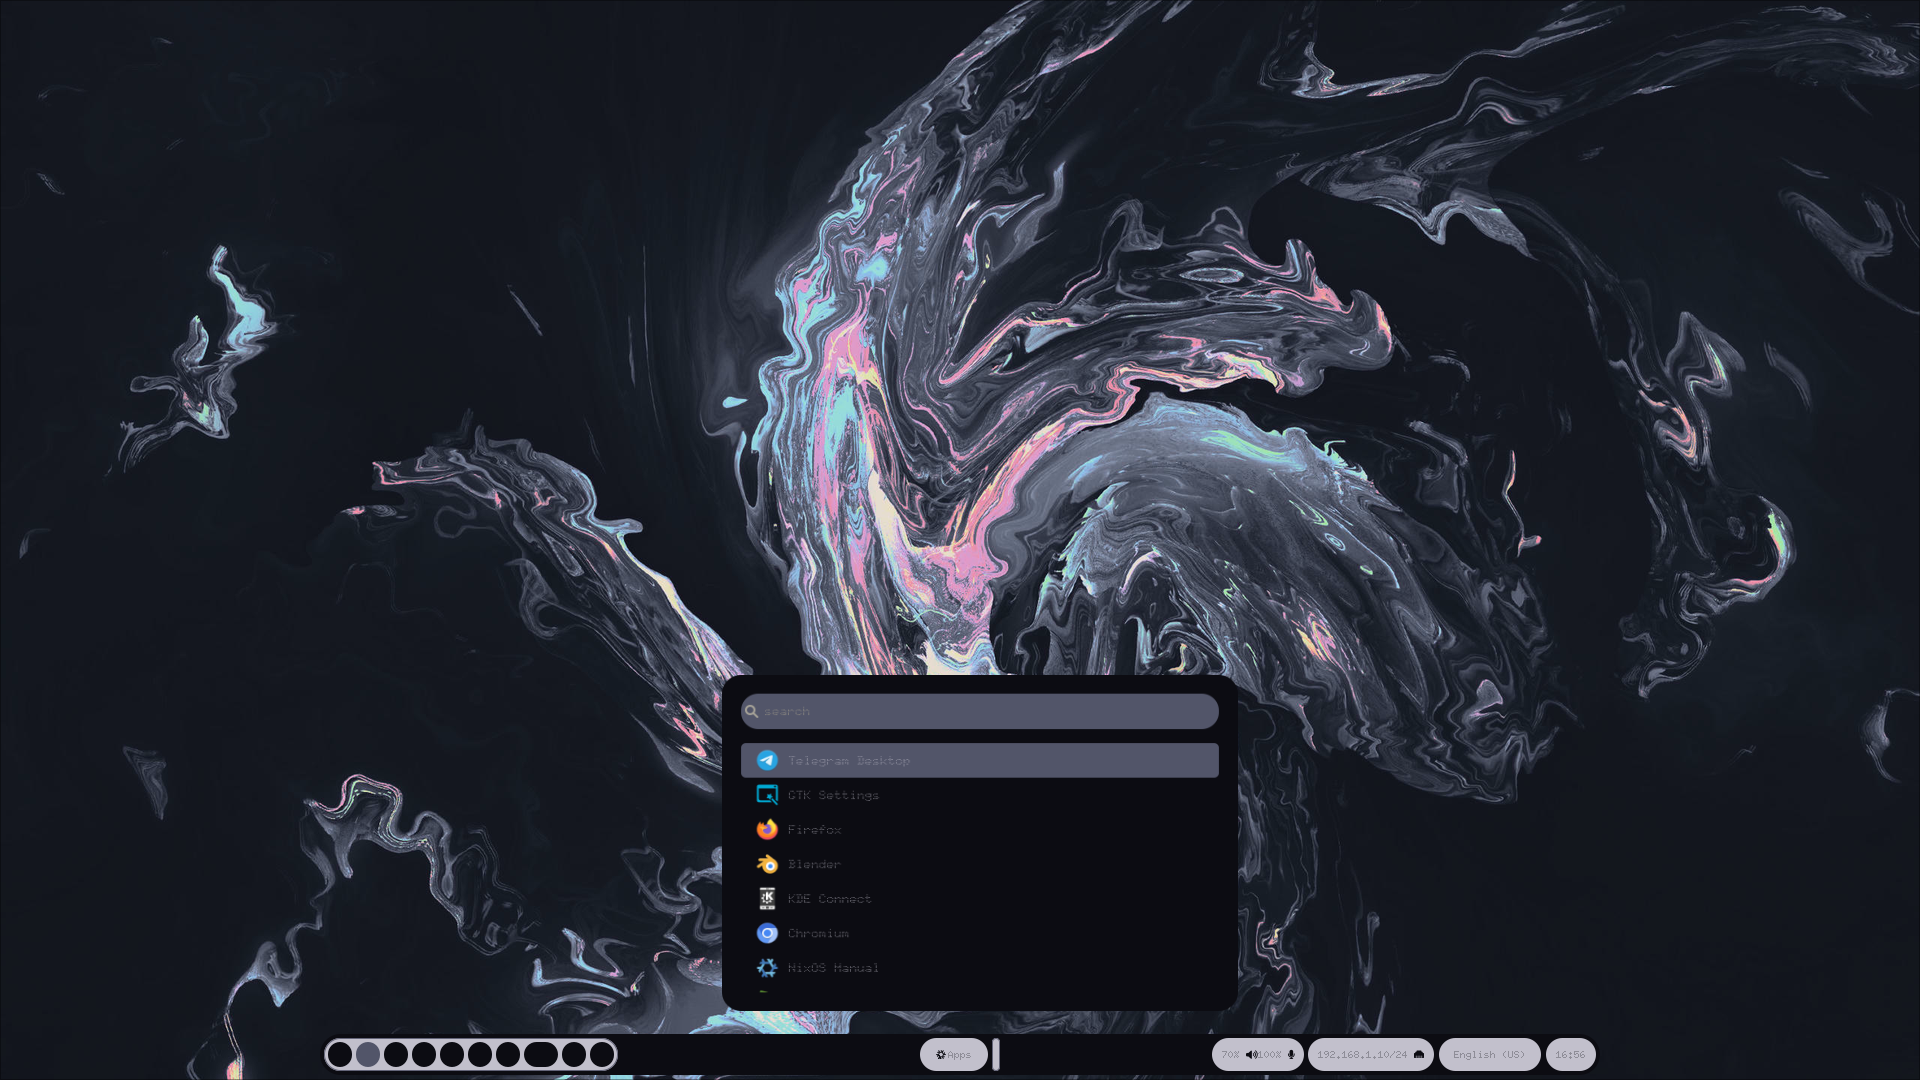 search
Telegram Desktop
GTK Settings
Firefox
Blender
KDE Connect
Chromium
NixOS Manual
Apps
70% 100%
192.168.1.10/24
English (US)
16:56